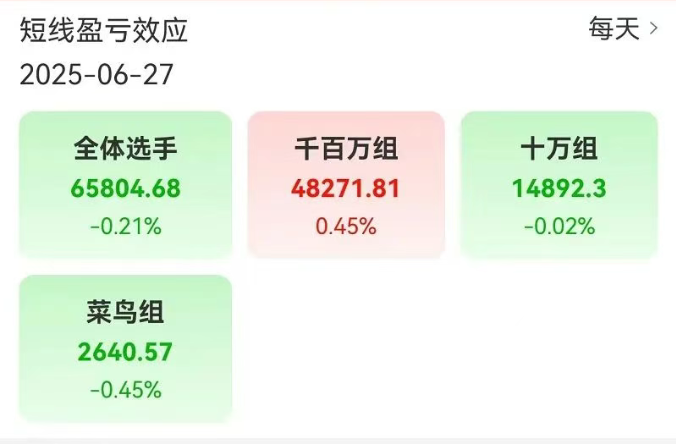 短线盈亏效应
每天 >
2025-06-27
全体选手
65804.68
-0.21%
千百万组
48271.81
0.45%
十万组
14892.3
-0.02%
菜鸟组
2640.57
-0.45%